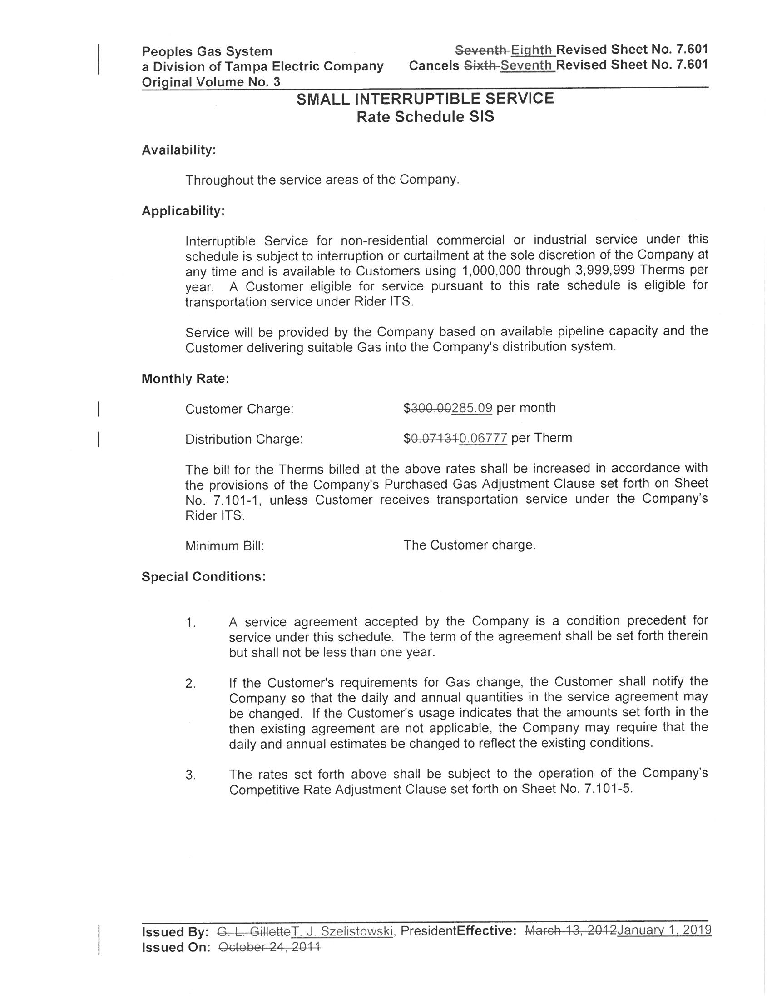 Peoples Gas System
a Division of Tampa Electric Company
Original Volume No. 3
Seventh Eighth Revised Sheet No. 7.601
Cancels Sixth Seventh Revised Sheet No. 7.601
SMALL INTERRUPTIBLE SERVICE
Rate Schedule SIS
Availability:
Throughout the service areas of the Company.
Applicability:
Interruptible Service for non-residential commercial or industrial service under this
schedule is subject to interruption or curtailment at the sole discretion of the Company at
any time and is available to Customers using 1,000,000 through 3,999,999 Therms per
year. A Customer eligible for service pursuant to this rate schedule is eligible for
transportation service under Rider ITS.
Service will be provided by the Company based on available pipeline capacity and the
Customer delivering suitable Gas into the Company's distribution system.
Monthly Rate:
Customer Charge: $300.00285.09 per month
Distribution Charge: $0.071310.06777 per Therm
The bill for the Therms billed at the above rates shall be increased in accordance with
the provisions of the Company's Purchased Gas Adjustment Clause set forth on Sheet
No. 7.101-1, unless Customer receives transportation service under the Company's
Rider ITS.
Minimum Bill: The Customer charge.
Special Conditions:
1. A service agreement accepted by the Company is a condition precedent for
service under this schedule. The term of the agreement shall be set forth therein
but shall not be less than one year.
2. If the Customer's requirements for Gas change, the Customer shall notify the
Company so that the daily and annual quantities in the service agreement may
be changed. If the Customer's usage indicates that the amounts set forth in the
then existing agreement are not applicable, the Company may require that the
daily and annual estimates be changed to reflect the existing conditions.
3. The rates set forth above shall be subject to the operation of the Company's
Competitive Rate Adjustment Clause set forth on Sheet No. 7.101-5.
Issued By: G. L. GilletteT. J. Szelistowski, PresidentEffective: March 13, 2012January 1, 2019
Issued On: October 24, 2011